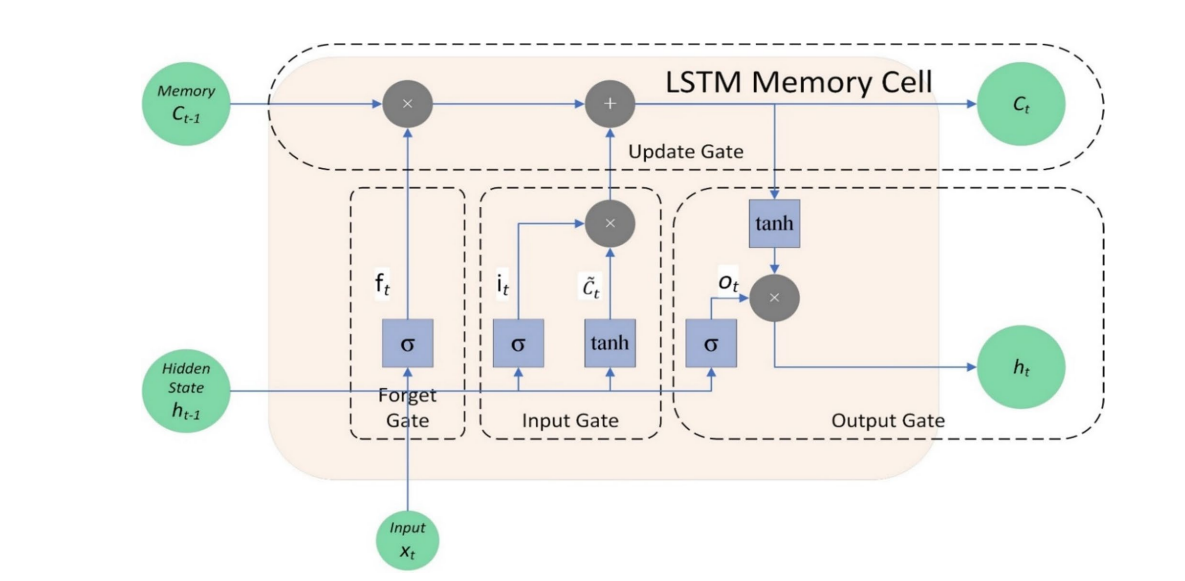 LSTM Memory Cell
Memory
Cₜ₋₁
×
+
Cₜ
Update Gate
×
tanh
fₜ
iₜ
C̃ₜ
oₜ
×
σ
σ
tanh
σ
Hidden
State
hₜ₋₁
hₜ
Forget
Gate
Input Gate
Output Gate
Input
xₜ